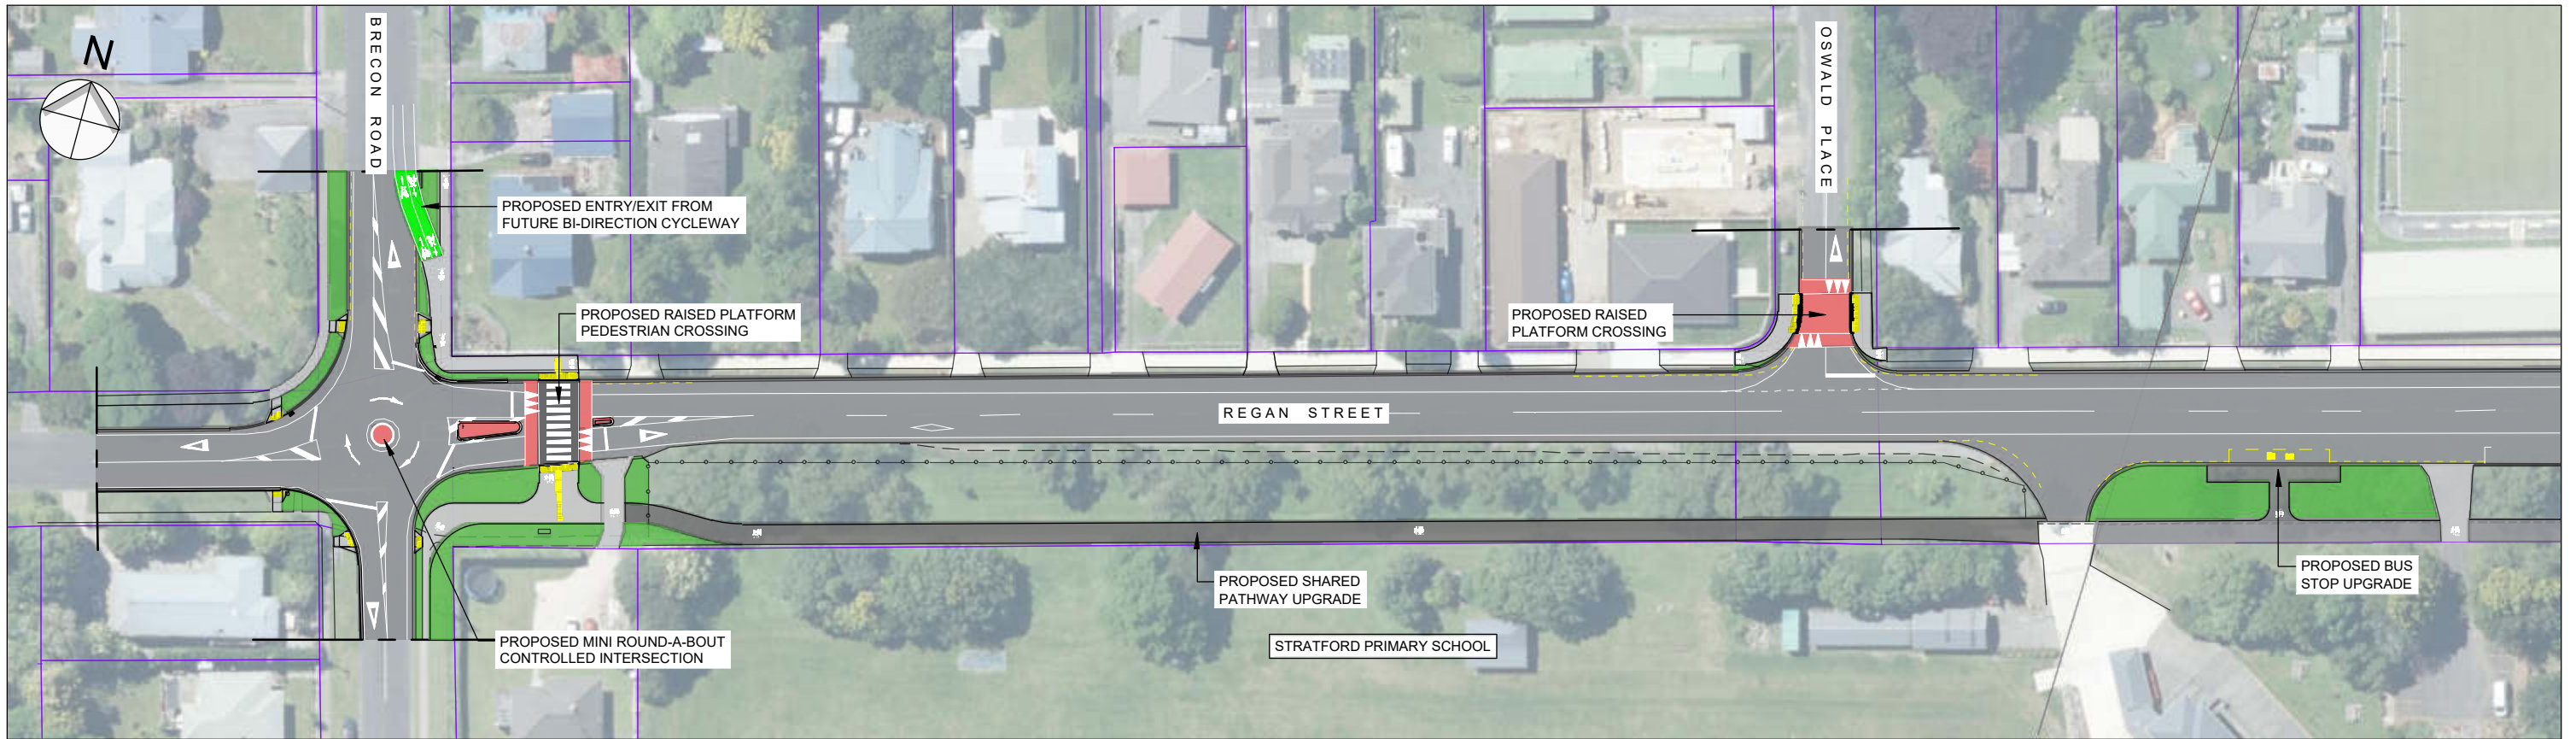 N
BRECON ROAD
OSWALD PLACE
PROPOSED ENTRY/EXIT FROM
FUTURE BI-DIRECTION CYCLEWAY
PROPOSED RAISED PLATFORM
PEDESTRIAN CROSSING
PROPOSED RAISED
PLATFORM CROSSING
REGAN STREET
PROPOSED SHARED
PATHWAY UPGRADE
PROPOSED BUS
STOP UPGRADE
PROPOSED MINI ROUND-A-BOUT
CONTROLLED INTERSECTION
STRATFORD PRIMARY SCHOOL